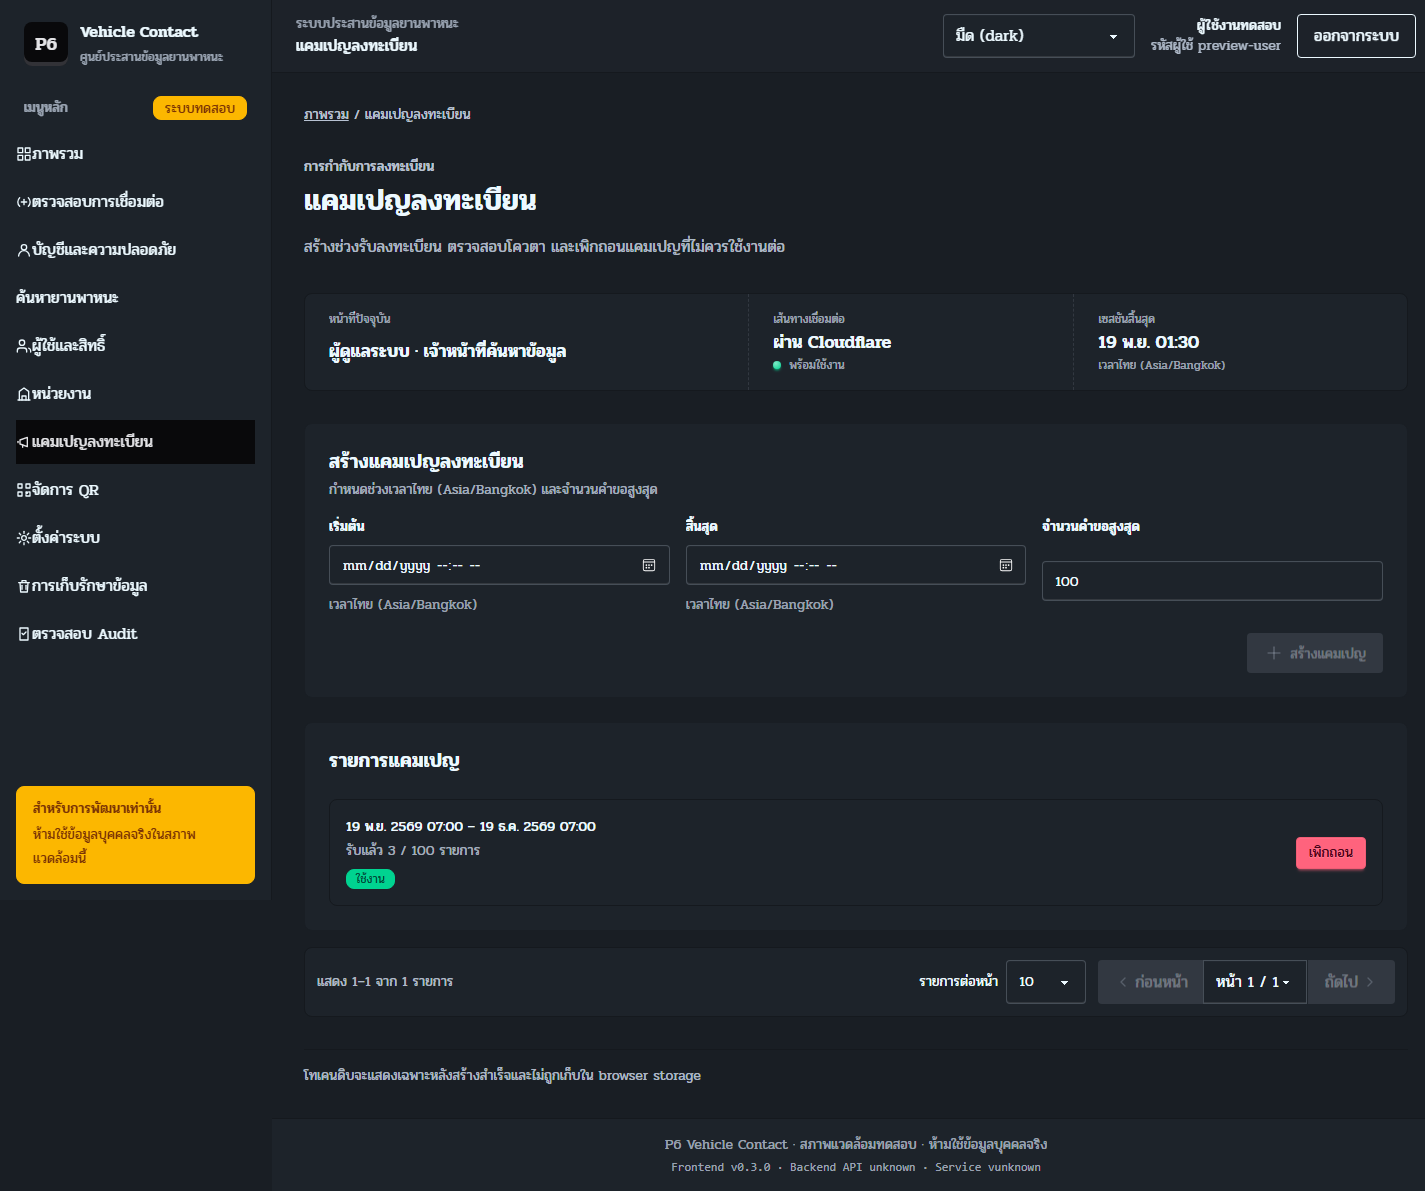 P6
Vehicle Contact
ศูนย์ประสานข้อมูลยานพาหนะ
เมนูหลัก
ระบบทดสอบ
ภาพรวม
ตรวจสอบการเชื่อมต่อ
บัญชีและความปลอดภัย
ค้นหายานพาหนะ
ผู้ใช้และสิทธิ์
หน่วยงาน
แคมเปญลงทะเบียน
จัดการ QR
ตั้งค่าระบบ
การเก็บรักษาข้อมูล
ตรวจสอบ Audit
สำหรับการพัฒนาเท่านั้น
ห้ามใช้ข้อมูลบุคคลจริงในสภาพ
แวดล้อมนี้
ระบบประสานข้อมูลยานพาหนะ
แคมเปญลงทะเบียน
มืด (dark)
ผู้ใช้งานทดสอบ
รหัสผู้ใช้ preview-user
ออกจากระบบ
ภาพรวม / แคมเปญลงทะเบียน
การกำกับการลงทะเบียน
แคมเปญลงทะเบียน
สร้างช่วงรับลงทะเบียน ตรวจสอบโควตา และเพิกถอนแคมเปญที่ไม่ควรใช้งานต่อ
หน้าที่ปัจจุบัน
ผู้ดูแลระบบ · เจ้าหน้าที่ค้นหาข้อมูล
เส้นทางเชื่อมต่อ
ผ่าน Cloudflare
พร้อมใช้งาน
เซสชันสิ้นสุด
19 พ.ย. 01:30
เวลาไทย (Asia/Bangkok)
สร้างแคมเปญลงทะเบียน
กำหนดช่วงเวลาไทย (Asia/Bangkok) และจำนวนคำขอสูงสุด
เริ่มต้น
mm/dd/yyyy --:-- --
เวลาไทย (Asia/Bangkok)
สิ้นสุด
mm/dd/yyyy --:-- --
เวลาไทย (Asia/Bangkok)
จำนวนคำขอสูงสุด
100
สร้างแคมเปญ
รายการแคมเปญ
19 พ.ย. 2569 07:00 – 19 ธ.ค. 2569 07:00
รับแล้ว 3 / 100 รายการ
ใช้งาน
เพิกถอน
แสดง 1–1 จาก 1 รายการ
รายการต่อหน้า
10
ก่อนหน้า
หน้า 1 / 1
ถัดไป
โทเคนดิบจะแสดงเฉพาะหลังสร้างสำเร็จและไม่ถูกเก็บใน browser storage
P6 Vehicle Contact · สภาพแวดล้อมทดสอบ · ห้ามใช้ข้อมูลบุคคลจริง
Frontend v0.3.0 · Backend API unknown · Service vunknown